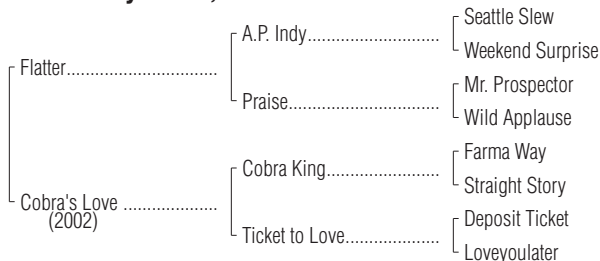 Seattle Slew
A.P. Indy
Weekend Surprise
Flatter
Mr. Prospector
Praise
Wild Applause
Farma Way
Cobra King
Straight Story
Cobra's Love
(2002)
Deposit Ticket
Ticket to Love
Loveyoulater